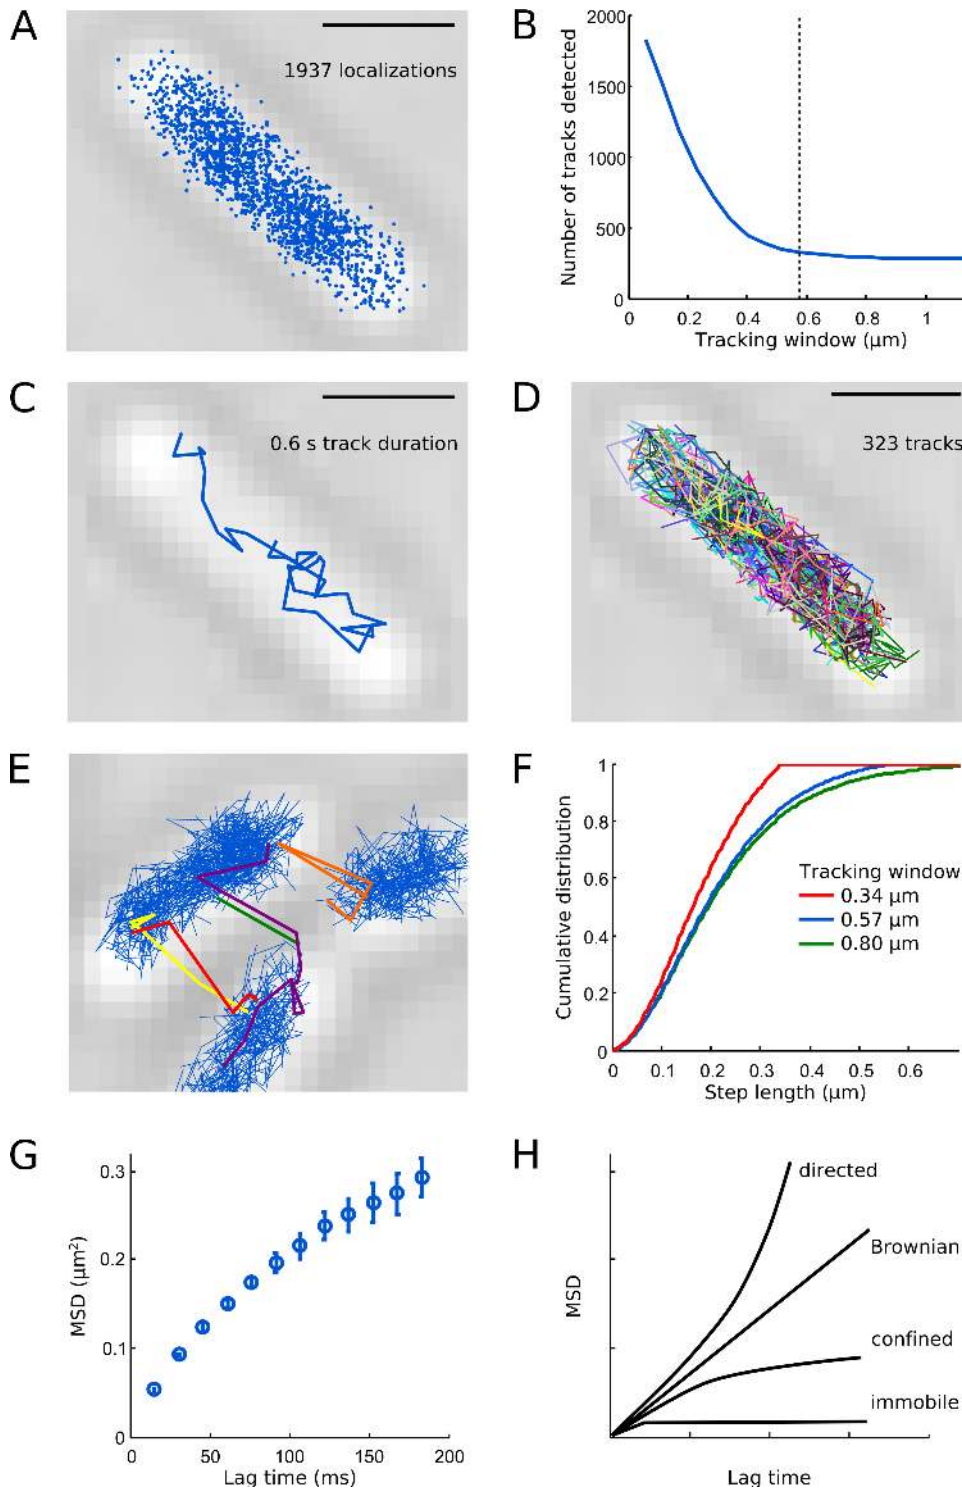 A
1937 localizations
B
Number of tracks detected
2000
1500
1000
500
0
0 0.2 0.4 0.6 0.8 1
Tracking window (μm)
C
0.6 s track duration
D
323 tracks
E
F
Cumulative distribution
1
0.8
0.6
0.4
0.2
0
Tracking window
0.34 μm
0.57 μm
0.80 μm
0 0.1 0.2 0.3 0.4 0.5 0.6
Step length (μm)
G
MSD (μm²)
0.3
0.2
0.1
0
0 50 100 150 200
Lag time (ms)
H
MSD
directed
Brownian
confined
immobile
Lag time